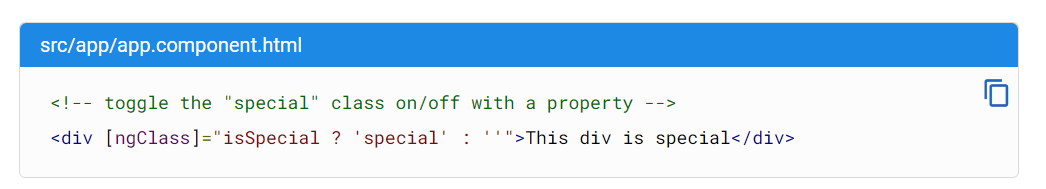 src/app/app.component.html
<!-- toggle the "special" class on/off with a property -->
<div [ngClass]="isSpecial ? 'special' : ''">This div is special</div>